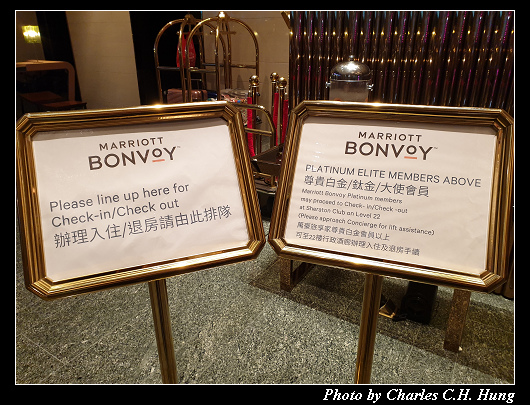 MARRIOTT
BONVOY™
Please line up here for
Check-in/Check out
辦理入住/退房請由此排隊
MARRIOTT
BONVOY™
PLATINUM ELITE MEMBERS ABOVE
尊貴白金/鈦金/大使會員
Marriott Bonvoy Platinum members
may proceed to Check- in/Check -out
at Sheraton Club on Level 22
(Please approach Concierge for lift assistance)
萬豪旅享家尊貴白金會員以上
可至22樓行政酒廊辦理入住及退房手續
Photo by Charles C.H. Hung